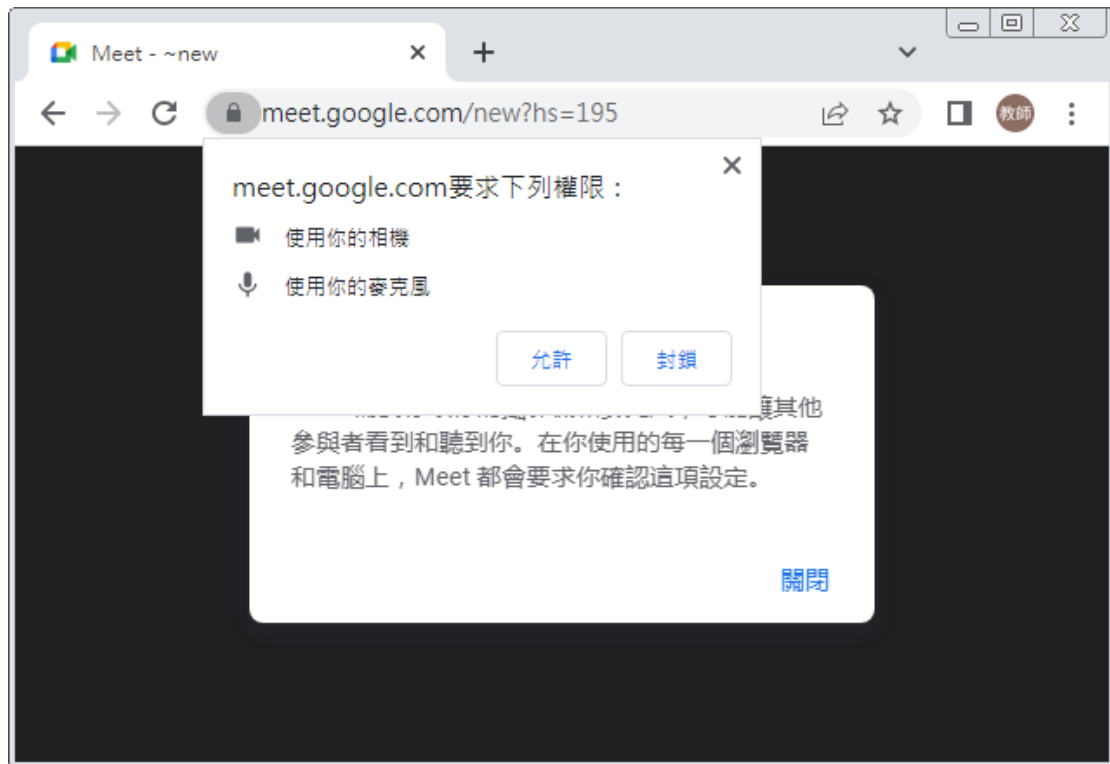 Meet - ~new
meet.google.com/new?hs=195
教師
meet.google.com要求下列權限：
使用你的相機
使用你的麥克風
允許
封鎖
讓其他
參與者看到和聽到你。在你使用的每一個瀏覽器
和電腦上，Meet 都會要求你確認這項設定。
關閉